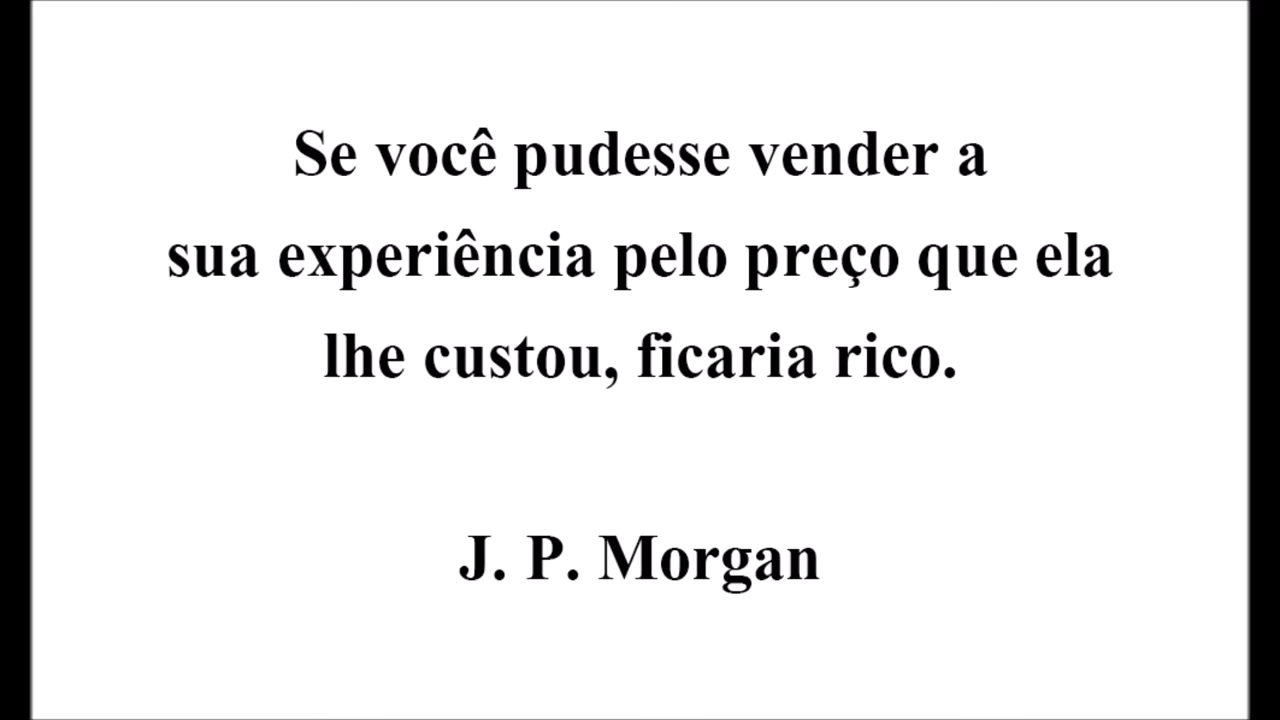 Se você pudesse vender a
sua experiência pelo preço que ela
lhe custou, ficaria rico.
J. P. Morgan